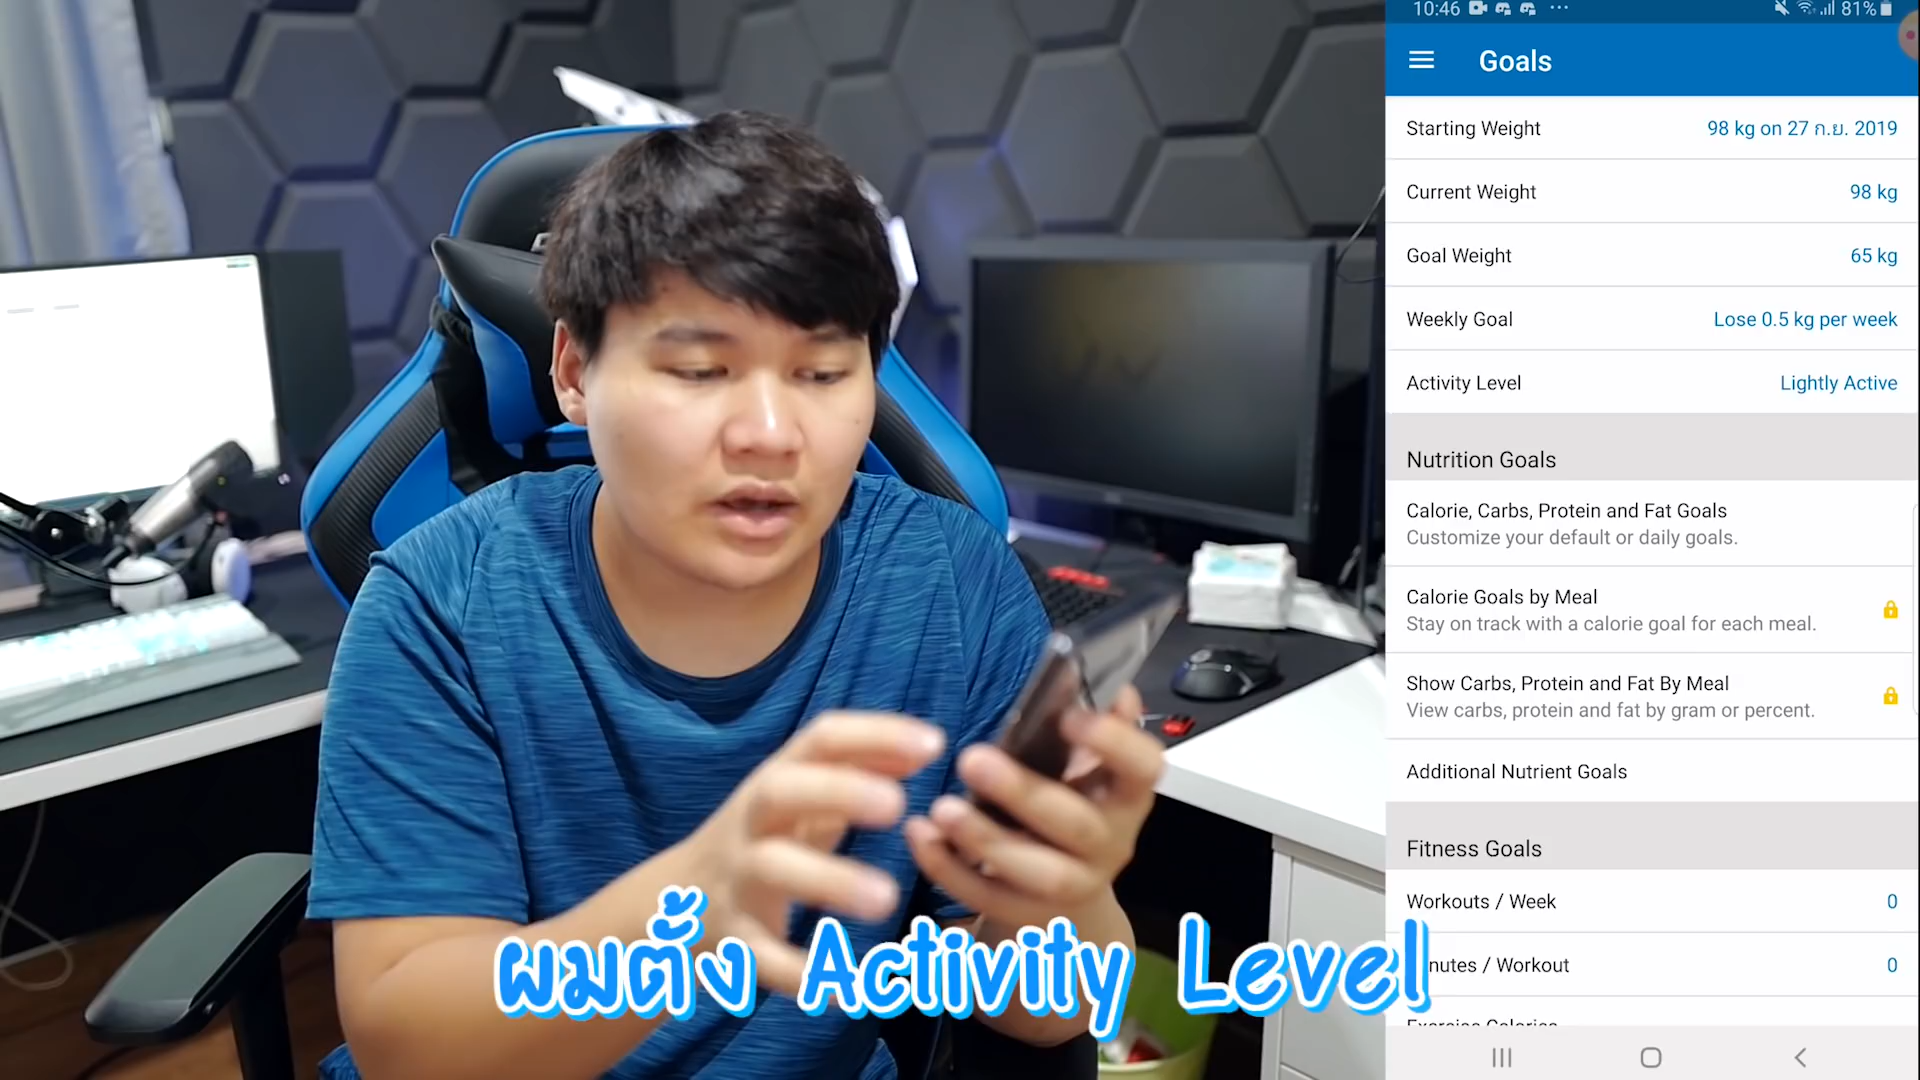 10:46
81%
Goals
Starting Weight
98 kg on 27 ก.ย. 2019
Current Weight
98 kg
Goal Weight
65 kg
Weekly Goal
Lose 0.5 kg per week
Activity Level
Lightly Active
Nutrition Goals
Calorie, Carbs, Protein and Fat Goals
Customize your default or daily goals.
Calorie Goals by Meal
Stay on track with a calorie goal for each meal.
Show Carbs, Protein and Fat By Meal
View carbs, protein and fat by gram or percent.
Additional Nutrient Goals
Fitness Goals
Workouts / Week
0
nutes / Workout
0
ผมตั้ง Activity Level